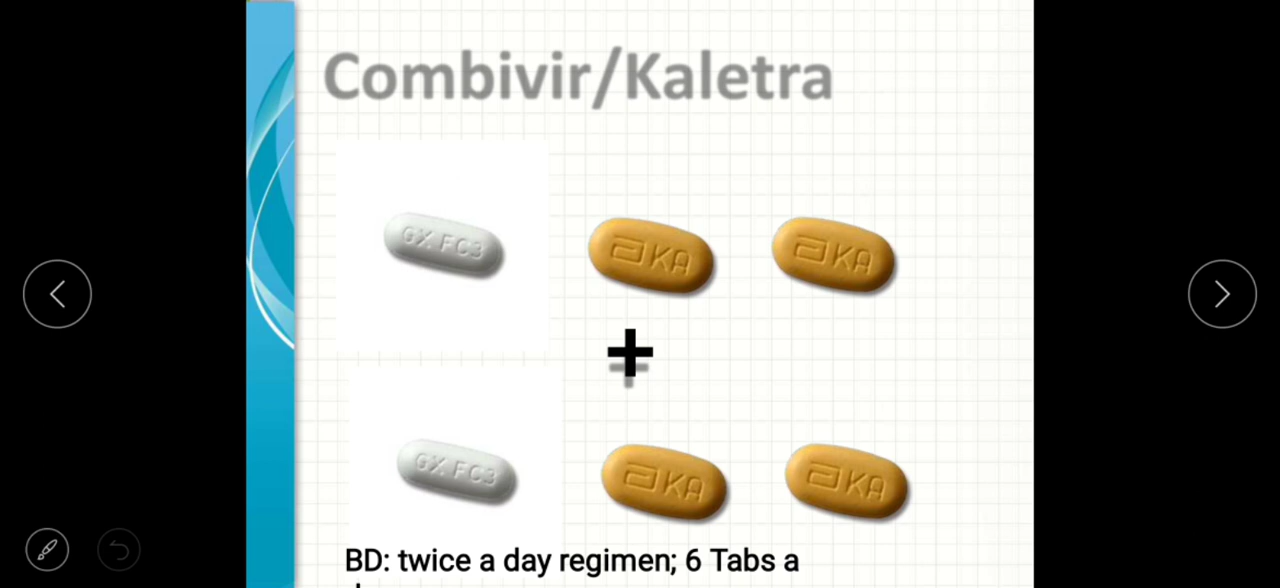 Combivir/Kaletra
GX FC3
KA
KA
GX FC3
KA
KA
BD: twice a day regimen; 6 Tabs a